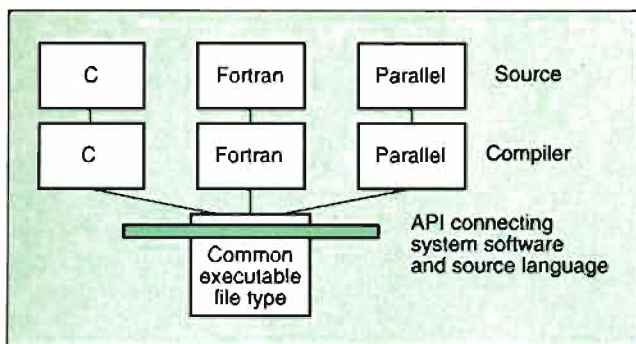 C Fortran Parallel Source
C Fortran Parallel Compiler
API connecting
system software
and source language
Common
executable
file type